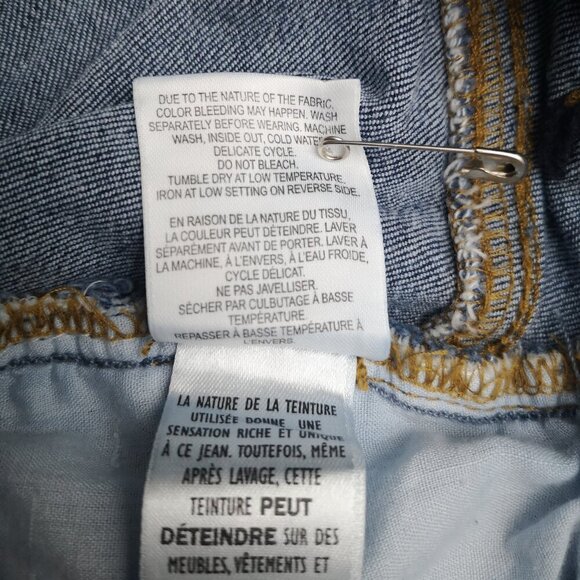 DUE TO THE NATURE OF THE FABRIC,
COLOR BLEEDING MAY HAPPEN. WASH
SEPARATELY BEFORE WEARING. MACHINE
WASH, INSIDE OUT, COLD WATER,
DELICATE CYCLE.
DO NOT BLEACH.
TUMBLE DRY AT LOW TEMPERATURE.
IRON AT LOW SETTING ON REVERSE SIDE.
EN RAISON DE LA NATURE DU TISSU,
LA COULEUR PEUT DÉTEINDRE. LAVER
SÉPARÉMENT AVANT DE PORTER. LAVER À
LA MACHINE, À L'ENVERS, À L'EAU FROIDE,
CYCLE DÉLICAT.
NE PAS JAVELLISER.
SÉCHER PAR CULBUTAGE À BASSE
TEMPÉRATURE.
REPASSER À BASSE TEMPÉRATURE À
L'ENVERS.
LA NATURE DE LA TEINTURE
UTILISÉE DONNE UNE
SENSATION RICHE ET UNIQUE
À CE JEAN. TOUTEFOIS, MÊME
APRÈS LAVAGE, CETTE
TEINTURE PEUT
DÉTEINDRE SUR DES
MEUBLES, VÊTEMENTS ET